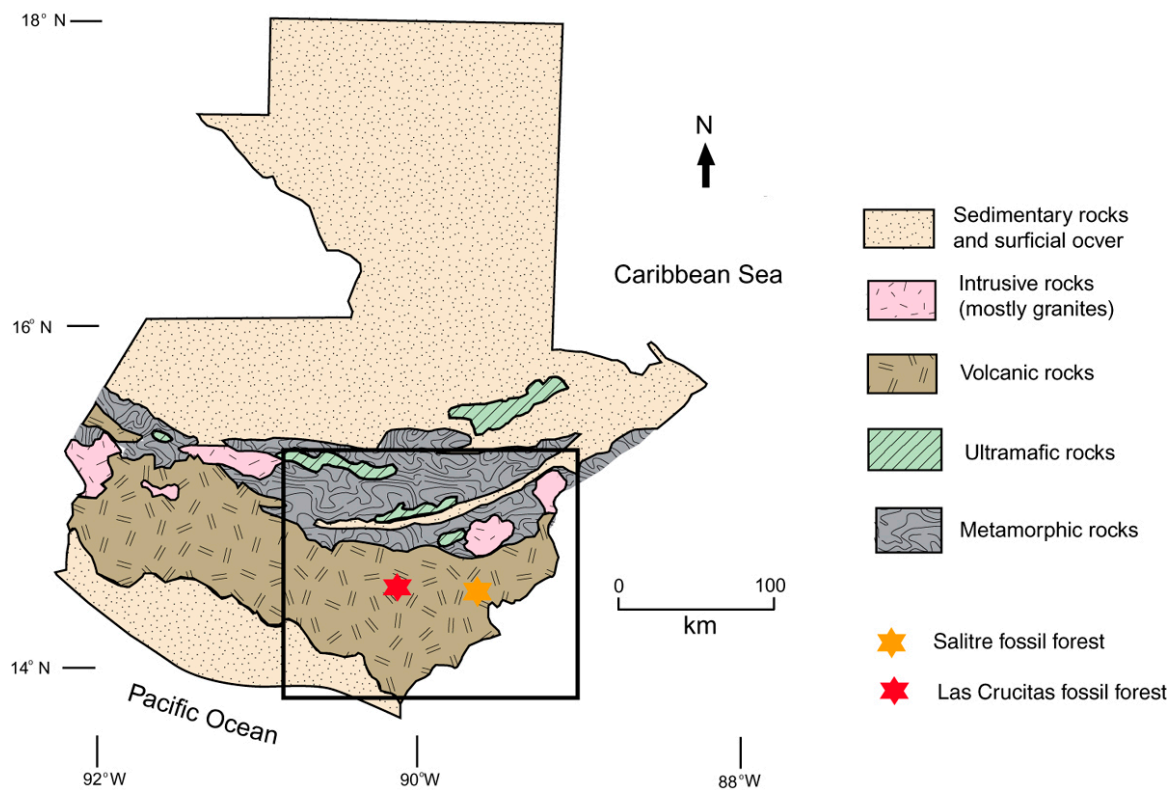 18° N
N
Caribbean Sea
16° N
14° N
Pacific Ocean
92°W
90°W
88°W
0
100
km
Sedimentary rocks
and surficial ocver
Intrusive rocks
(mostly granites)
Volcanic rocks
Ultramafic rocks
Metamorphic rocks
Salitre fossil forest
Las Crucitas fossil forest